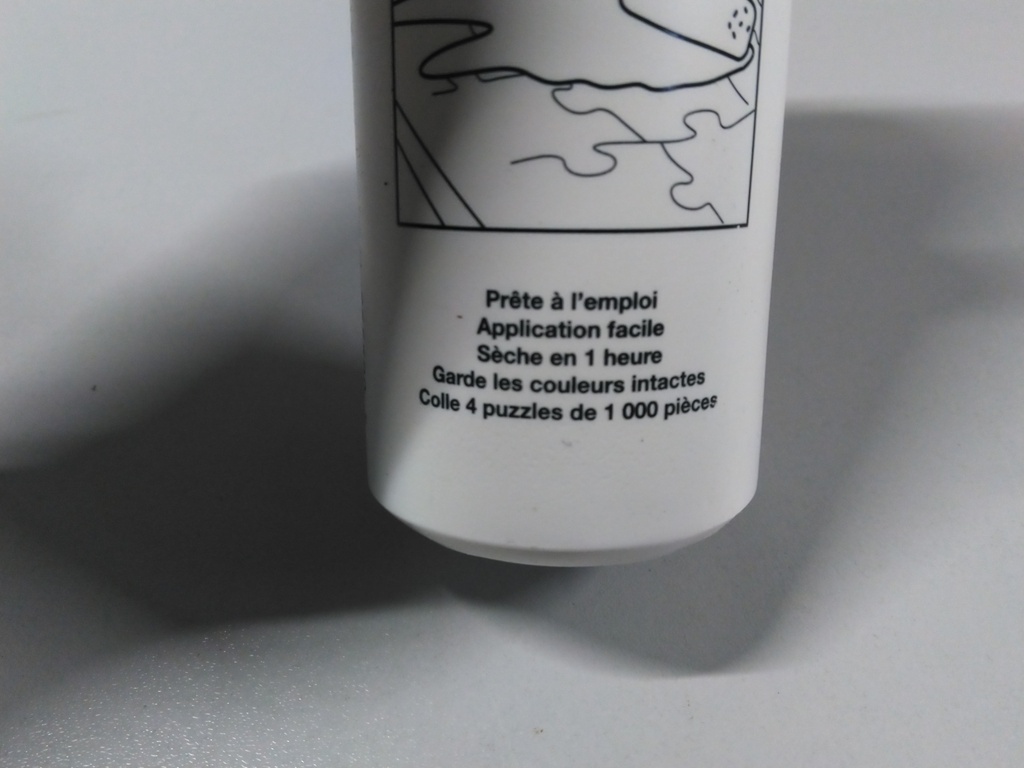 Prête à l'emploi
Application facile
Sèche en 1 heure
Garde les couleurs intactes
Colle 4 puzzles de 1 000 pièces